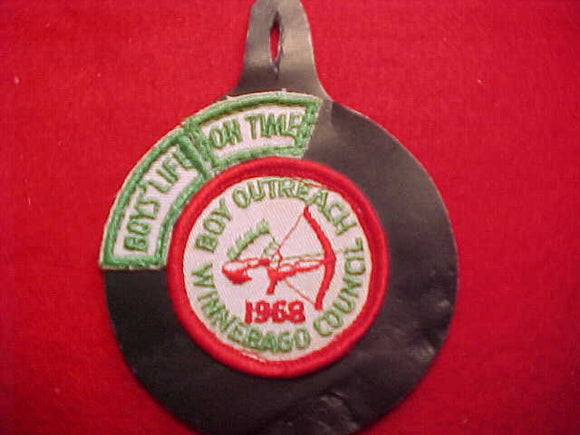 BOYS' LIFE
ON TIME
BOY OUTREACH
1968
WINNEBAGO COUNCIL